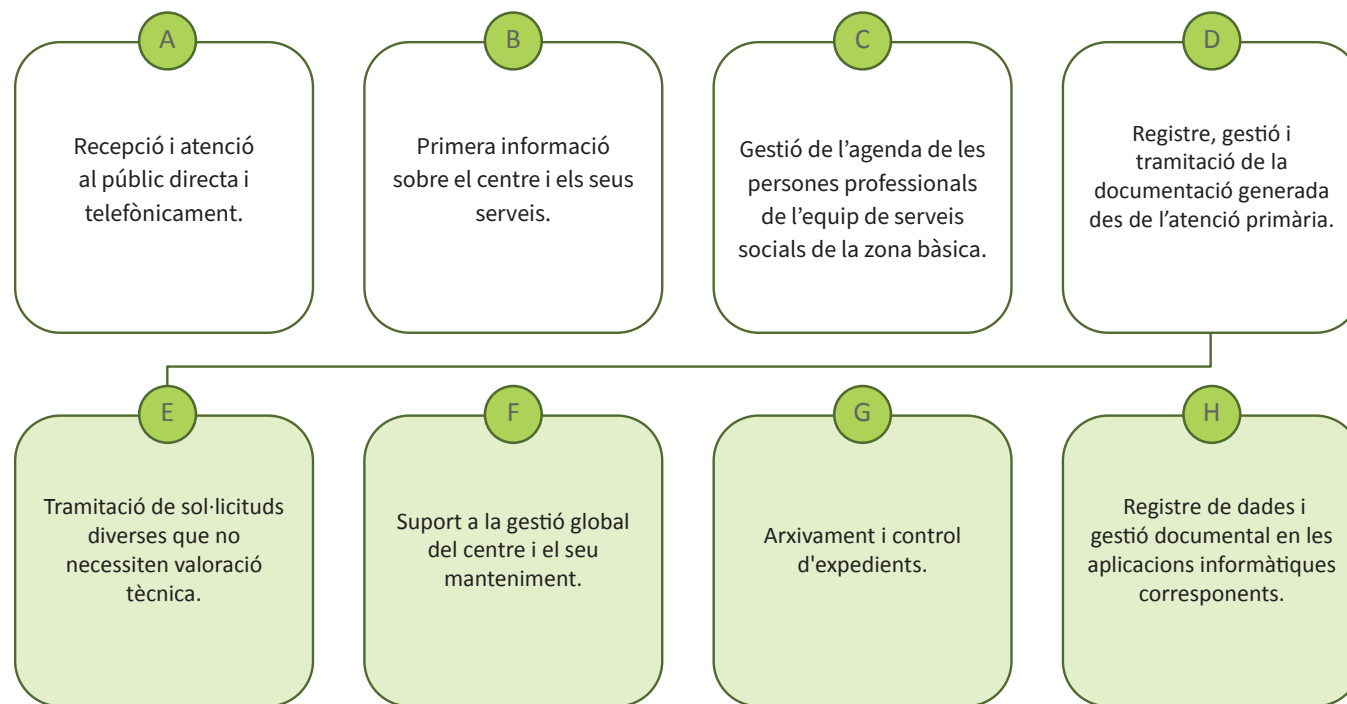 A
Recepció i atenció
al públic directa i
telefònicament.
B
Primera informació
sobre el centre i els seus
serveis.
C
Gestió de l’agenda de les
persones professionals
de l’equip de serveis
socials de la zona bàsica.
D
Registre, gestió i
tramitació de la
documentació generada
des de l’atenció primària.
E
Tramitació de sol·licituds
diverses que no
necessiten valoració
tècnica.
F
Suport a la gestió global
del centre i el seu
manteniment.
G
Arxivament i control
d'expedients.
H
Registre de dades i
gestió documental en les
aplicacions informàtiques
corresponents.